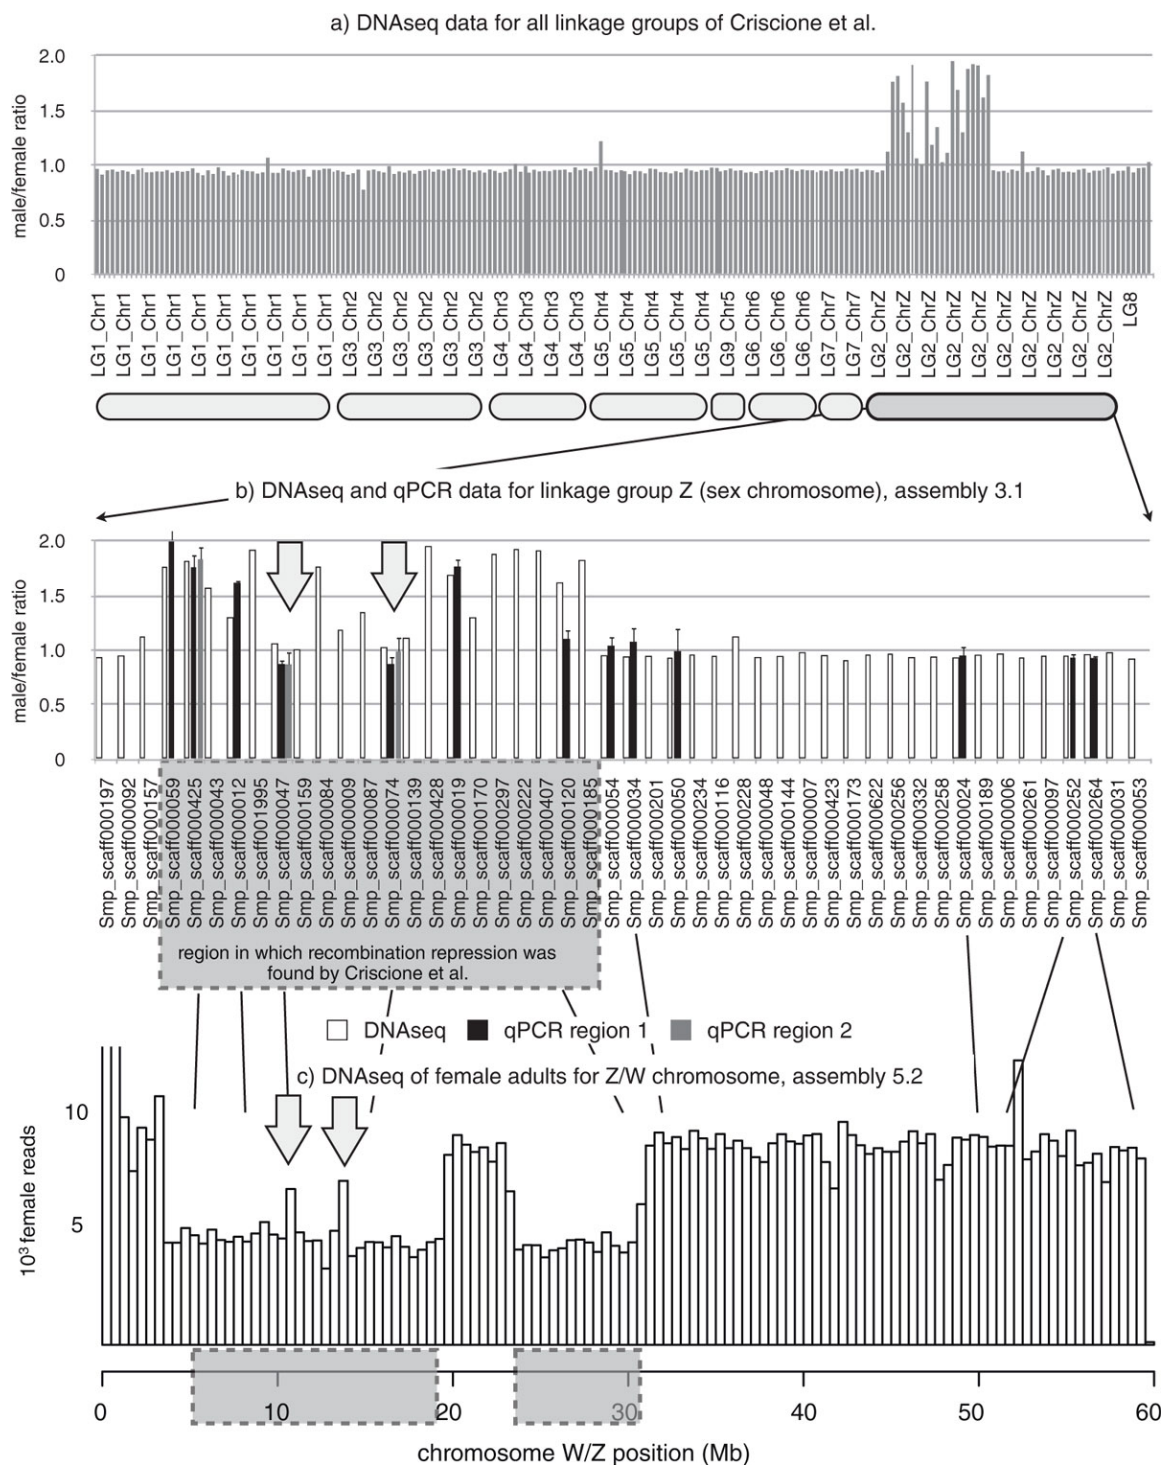 a) DNAseq data for all linkage groups of Criscione et al.
male/female ratio
2.0
1.5
1.0
0.5
0
LG1_Chr1
LG1_Chr1
LG1_Chr1
LG1_Chr1
LG1_Chr1
LG1_Chr1
LG1_Chr1
LG1_Chr1
LG1_Chr1
LG1_Chr1
LG3_Chr2
LG3_Chr2
LG3_Chr2
LG3_Chr2
LG3_Chr2
LG3_Chr2
LG4_Chr3
LG4_Chr3
LG4_Chr3
LG4_Chr3
LG5_Chr4
LG5_Chr4
LG5_Chr4
LG5_Chr4
LG5_Chr4
LG9_Chr5
LG6_Chr6
LG6_Chr6
LG6_Chr6
LG7_Chr7
LG7_Chr7
LG2_ChrZ
LG2_ChrZ
LG2_ChrZ
LG2_ChrZ
LG2_ChrZ
LG2_ChrZ
LG2_ChrZ
LG2_ChrZ
LG2_ChrZ
LG2_ChrZ
LG8
b) DNAseq and qPCR data for linkage group Z (sex chromosome), assembly 3.1
male/female ratio
2.0
1.5
1.0
0.5
0
Smp_scaff000197
Smp_scaff000092
Smp_scaff000157
Smp_scaff000059
Smp_scaff000425
Smp_scaff000043
Smp_scaff000012
Smp_scaff001995
Smp_scaff000047
Smp_scaff000159
Smp_scaff000084
Smp_scaff000009
Smp_scaff000087
Smp_scaff000074
Smp_scaff000139
Smp_scaff000428
Smp_scaff000019
Smp_scaff000170
Smp_scaff000297
Smp_scaff000222
Smp_scaff000407
Smp_scaff000120
Smp_scaff000185
Smp_scaff000054
Smp_scaff000034
Smp_scaff000201
Smp_scaff000050
Smp_scaff000234
Smp_scaff000116
Smp_scaff000228
Smp_scaff000048
Smp_scaff000144
Smp_scaff000007
Smp_scaff000423
Smp_scaff000173
Smp_scaff000622
Smp_scaff000256
Smp_scaff000332
Smp_scaff000258
Smp_scaff000024
Smp_scaff000189
Smp_scaff000006
Smp_scaff000261
Smp_scaff000097
Smp_scaff000252
Smp_scaff000264
Smp_scaff000031
Smp_scaff000053
region in which recombination repression was
found by Criscione et al.
DNAseq
qPCR region 1
qPCR region 2
c) DNAseq of female adults for Z/W chromosome, assembly 5.2
10³ female reads
10
5
0 10 20 30 40 50 60
chromosome W/Z position (Mb)